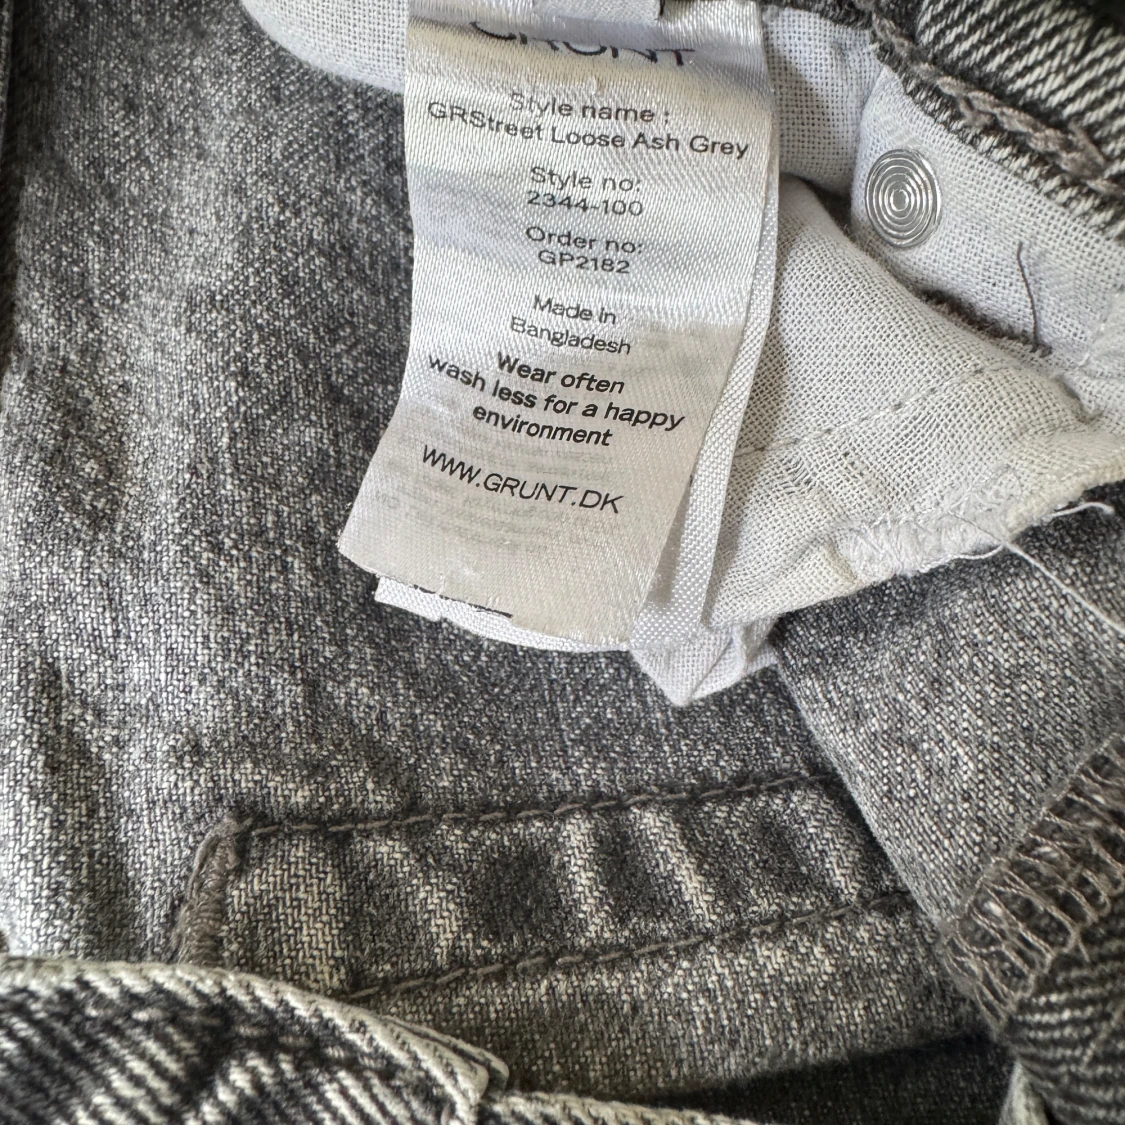 GRUNT
Style name :
GRStreet Loose Ash Grey
Style no:
2344-100
Order no:
GP2182
Made in
Bangladesh
Wear often
wash less for a happy
environment
WWW.GRUNT.DK